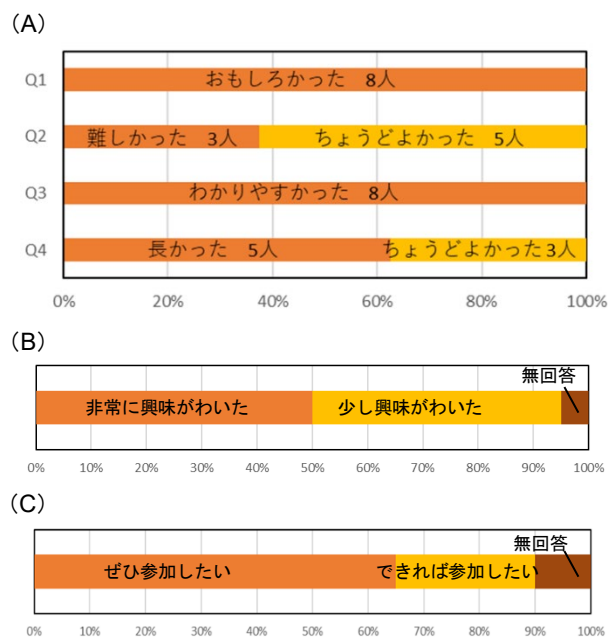 （A）
Q1 おもしろかった 8人
Q2 難しかった 3人 ちょうどよかった 5人
Q3 わかりやすかった 8人
Q4 長かった 5人 ちょうどよかった3人
0% 20% 40% 60% 80% 100%
（B）
無回答
非常に興味がわいた 少し興味がわいた
0% 10% 20% 30% 40% 50% 60% 70% 80% 90% 100%
（C）
無回答
ぜひ参加したい できれば参加したい
0% 10% 20% 30% 40% 50% 60% 70% 80% 90% 100%